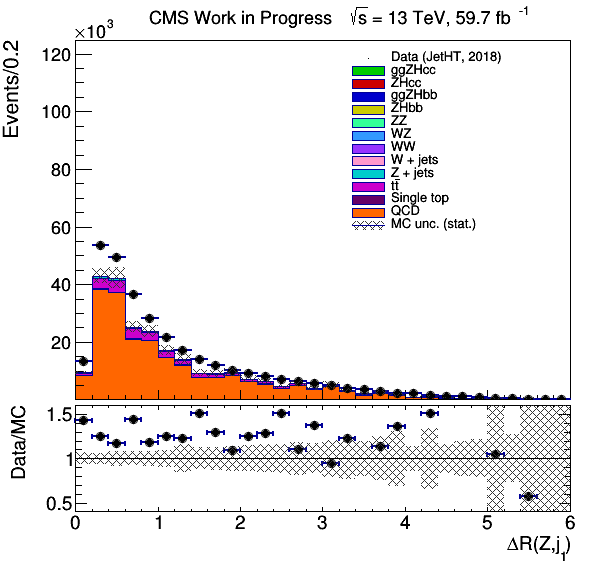 CMS Work in Progress √s = 13 TeV, 59.7 fb⁻¹
×10³
Events/0.2
120
100
80
60
40
20
Data (JetHT, 2018)
ggZHcc
ZHcc
ggZHbb
ZHbb
ZZ
WZ
WW
W + jets
Z + jets
tt̄
Single top
QCD
MC unc. (stat.)
Data/MC
1.5
1
0.5
0 1 2 3 4 5 6
ΔR(Z,j₁)